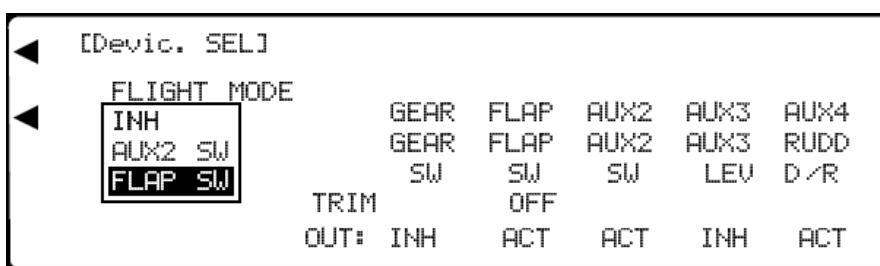 [Devic. SEL]
FLIGHT MODE
INH
AUX2 SW
FLAP SW
GEAR FLAP AUX2 AUX3 AUX4
GEAR FLAP AUX2 AUX3 RUDD
SW SW SW LEV D/R
TRIM OFF
OUT: INH ACT ACT INH ACT